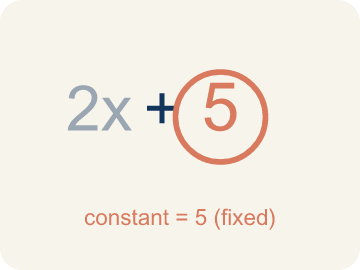 2x + 5
constant = 5 (fixed)